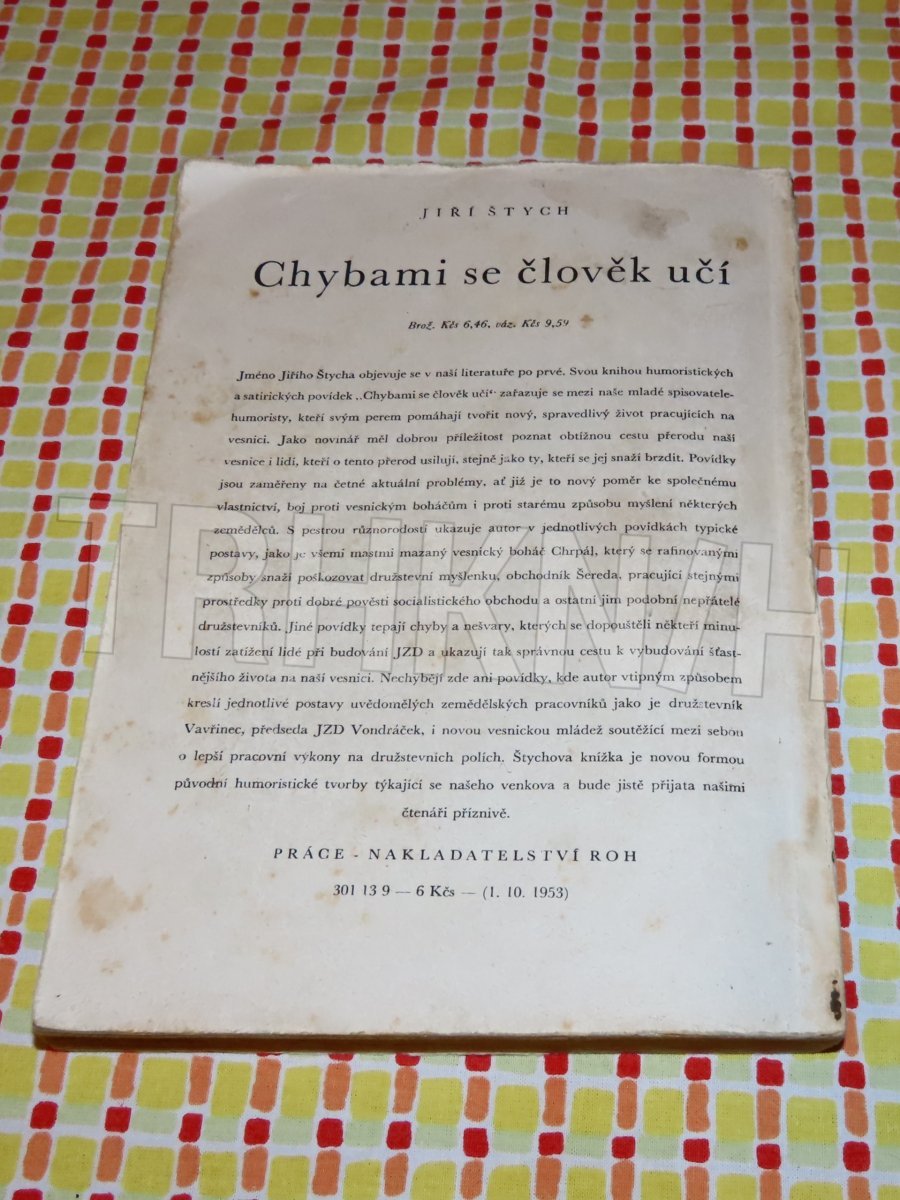 JIŘÍ ŠTYCH
Chybami se člověk učí
Brož. Kčs 6,46, váz. Kčs 9,59
Jméno Jiřího Štycha objevuje se v naší literatuře po prvé. Svou knihou humoristických
a satirických povídek „Chybami se člověk učí“ zařazuje se mezi naše mladé spisovatele-
humoristy, kteří svým perem pomáhají tvořit nový, spravedlivý život pracujících na
vesnici. Jako novinář měl dobrou příležitost poznat obtížnou cestu přerodu naší
vesnice i lidí, kteří o tento přerod usilují, stejně jako ty, kteří se jej snaží brzdit. Povídky
jsou zaměřeny na četné aktuální problémy, ať již je to nový poměr ke společnému
vlastnictví, boj proti vesnickým boháčům i proti starému způsobu myšlení některých
zemědělců. S pestrou různorodostí ukazuje autor v jednotlivých povídkách typické
postavy, jako je všemi mastmi mazaný vesnický boháč Chrpál, který se rafinovanými
způsoby snaží poškozovat družstevní myšlenku, obchodník Šereda, pracující stejnými
prostředky proti dobré pověsti socialistického obchodu a ostatní jim podobní nepřátelé
družstevníků. Jiné povídky tepají chyby a nešvary, kterých se dopouštěli někteří minu-
lostí zatížení lidé při budování JZD a ukazují tak správnou cestu k vybudování šťast-
nějšího života na naší vesnici. Nechybějí zde ani povídky, kde autor vtipným způsobem
kreslí jednotlivé postavy uvědomělých zemědělských pracovníků jako je družstevník
Vavřinec, předseda JZD Vondráček, i novou vesnickou mládež soutěžící mezi sebou
o lepší pracovní výkony na družstevních polích. Štychova knížka je novou formou
původní humoristické tvorby týkající se našeho venkova a bude jistě přijata našimi
čtenáři příznivě.
PRÁCE - NAKLADATELSTVÍ ROH
301 13 9 — 6 Kčs — (1. 10. 1953)
TRHKNIH